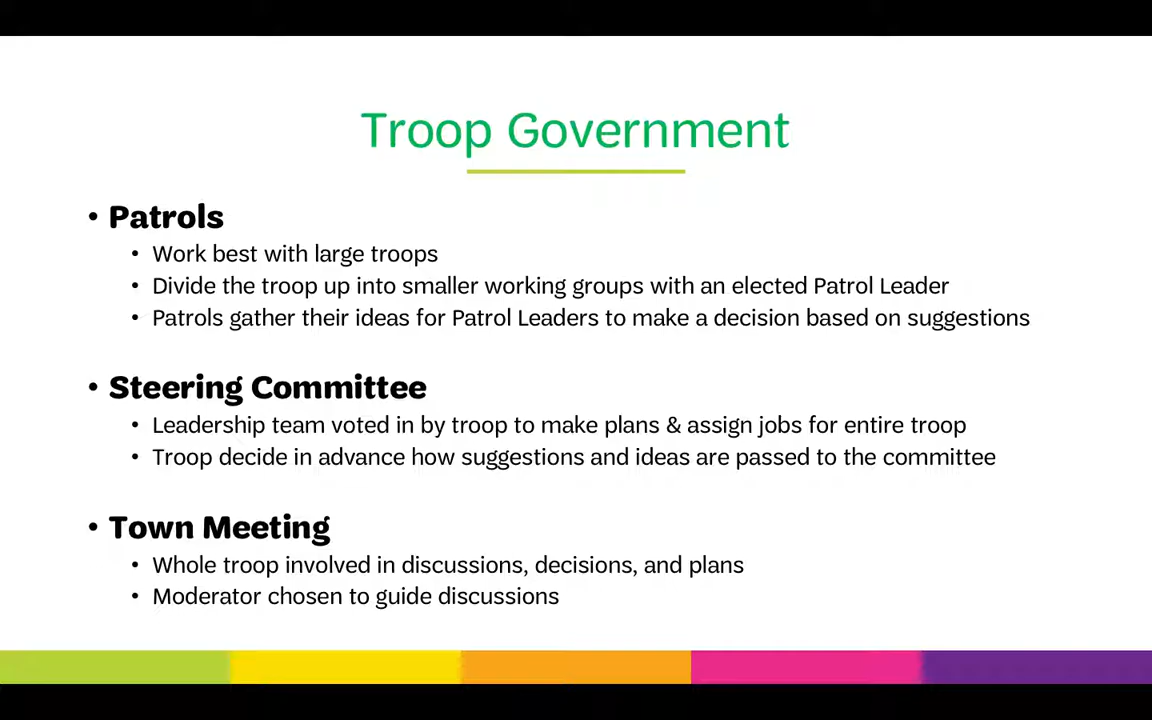 Troop Government
• Patrols
• Work best with large troops
• Divide the troop up into smaller working groups with an elected Patrol Leader
• Patrols gather their ideas for Patrol Leaders to make a decision based on suggestions
• Steering Committee
• Leadership team voted in by troop to make plans & assign jobs for entire troop
• Troop decide in advance how suggestions and ideas are passed to the committee
• Town Meeting
• Whole troop involved in discussions, decisions, and plans
• Moderator chosen to guide discussions